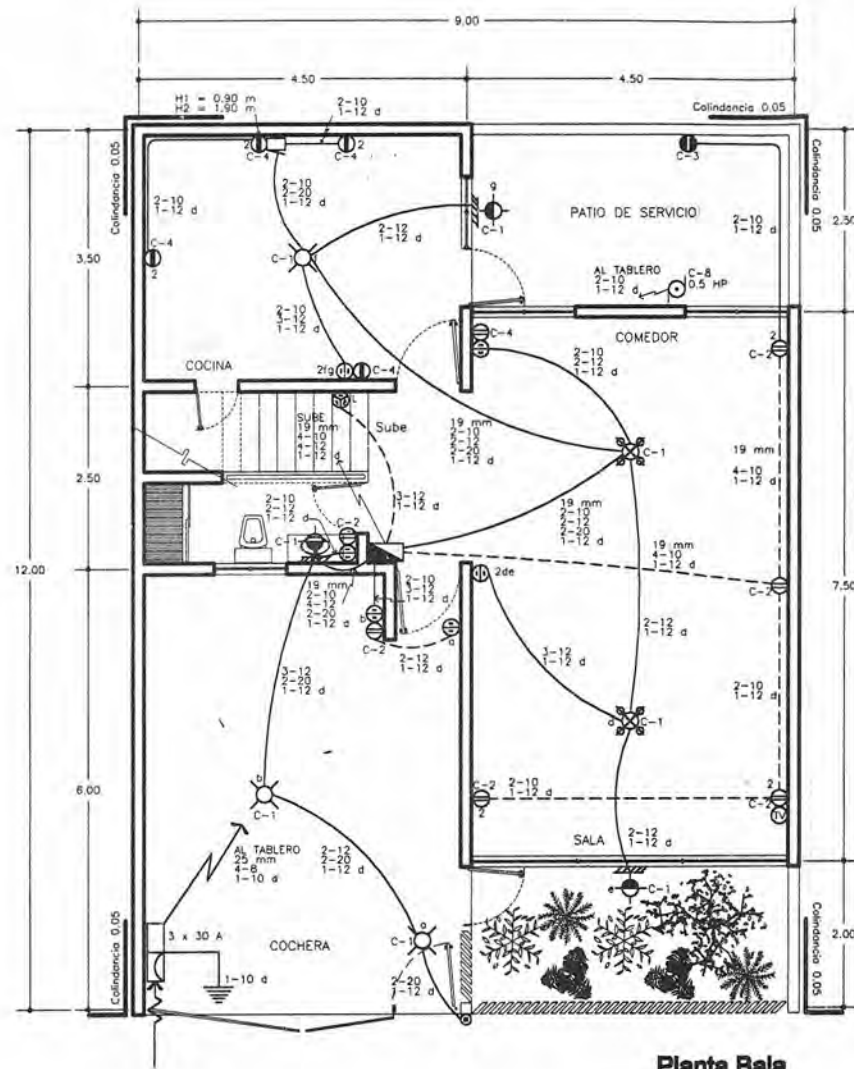 9.00
4.50
4.50
H1 = 0.90 m
H2 = 1.90 m
2-10
1-12 d
Colindancia 0.05
Colindancia 0.05
Colindancia 0.05
2
C-4
C-4
2
C-3
2-10
1-12 d
2-10
2-20
1-12 d
2-12
1-12 d
g
C-1
PATIO DE SERVICIO
2-10
1-12 d
2.50
C-4
2
C-1
3.50
AL TABLERO
2-10
1-12 d
C-8
0.5 HP
2-10
3-12
1-12 d
C-4
COMEDOR
2
C-2
COCINA
2fg
C-4
2-10
2-12
1-12 d
SUBE
19 mm
4-10
4-12
1-12 d
Sube
19 mm
2-10
2-12
2-20
1-12 d
C-1
19 mm
4-10
1-12 d
2.50
3-12
1-12 d
2-10
2-12
1-12 d
d
C-2
C-1
19 mm
2-10
2-12
2-20
1-12 d
19 mm
4-10
1-12 d
12.00
7.50
2de
C-2
19 mm
2-10
4-12
2-20
1-12 d
2-10
3-12
1-12 d
b
C-2
a
2-12
1-12 d
2-12
1-12 d
3-12
1-12 d
2-10
1-12 d
3-12
2-20
1-12 d
d
C-1
6.00
b
C-1
C-2
2
2-10
1-12 d
2
C-2
TV
AL TABLERO
25 mm
4-8
1-10 d
2-12
2-20
1-12 d
SALA
2-12
1-12 d
e
C-1
Colindancia 0.05
Colindancia 0.05
2.00
3 x 30 A
COCHERA
a
C-1
1-10 d
2-20
1-12 d
Planta Baja